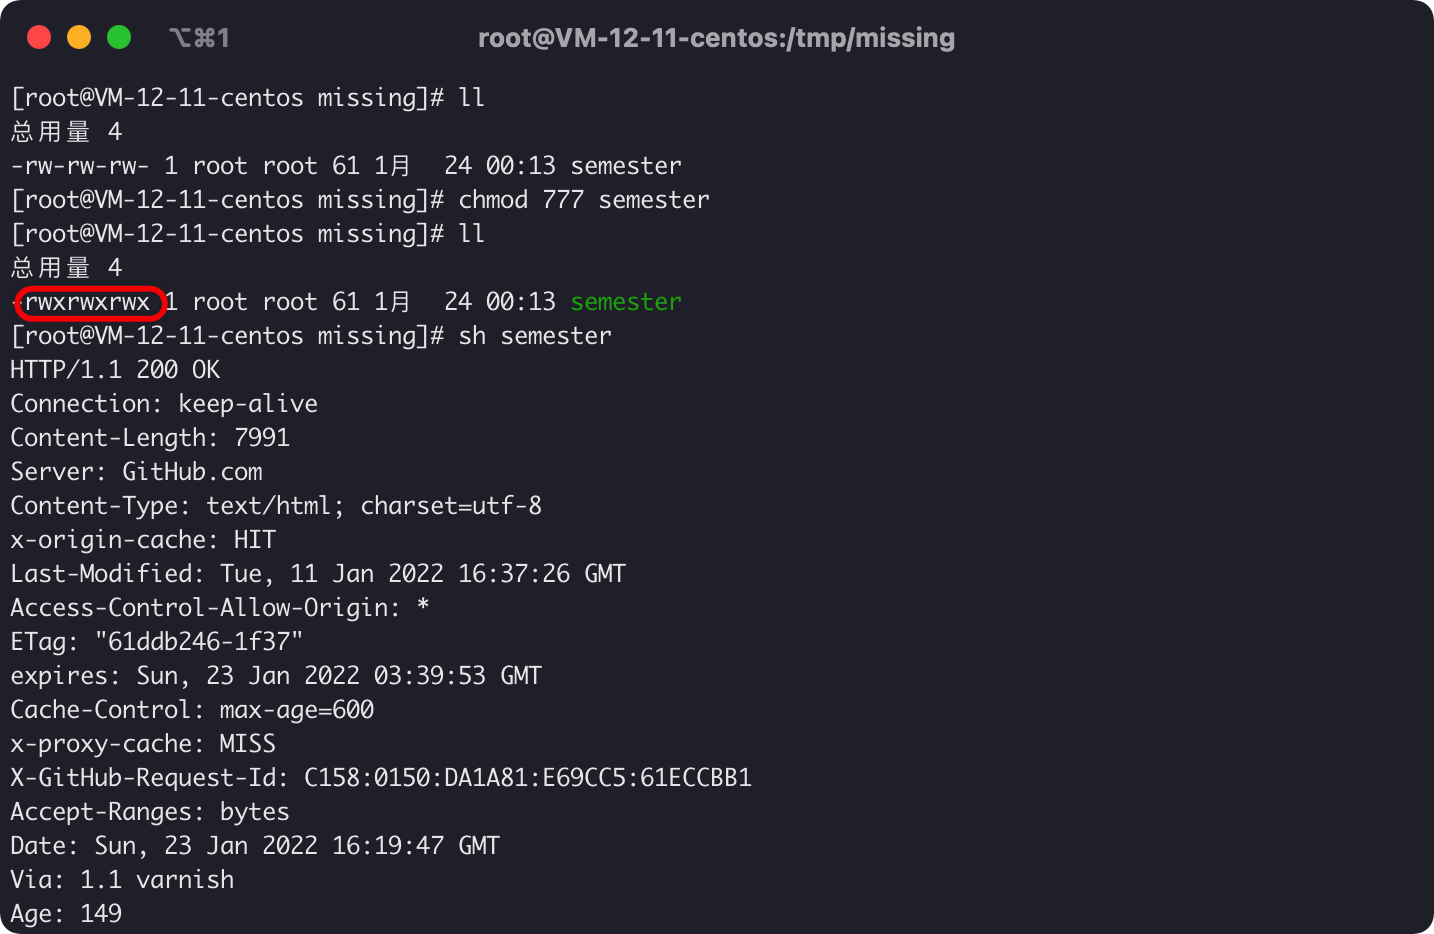 ⌥⌘1
root@VM-12-11-centos:/tmp/missing
[root@VM-12-11-centos missing]# ll
总用量 4
-rw-rw-rw- 1 root root 61 1月  24 00:13 semester
[root@VM-12-11-centos missing]# chmod 777 semester
[root@VM-12-11-centos missing]# ll
总用量 4
-rwxrwxrwx 1 root root 61 1月  24 00:13 semester
[root@VM-12-11-centos missing]# sh semester
HTTP/1.1 200 OK
Connection: keep-alive
Content-Length: 7991
Server: GitHub.com
Content-Type: text/html; charset=utf-8
x-origin-cache: HIT
Last-Modified: Tue, 11 Jan 2022 16:37:26 GMT
Access-Control-Allow-Origin: *
ETag: "61ddb246-1f37"
expires: Sun, 23 Jan 2022 03:39:53 GMT
Cache-Control: max-age=600
x-proxy-cache: MISS
X-GitHub-Request-Id: C158:0150:DA1A81:E69CC5:61ECCBB1
Accept-Ranges: bytes
Date: Sun, 23 Jan 2022 16:19:47 GMT
Via: 1.1 varnish
Age: 149